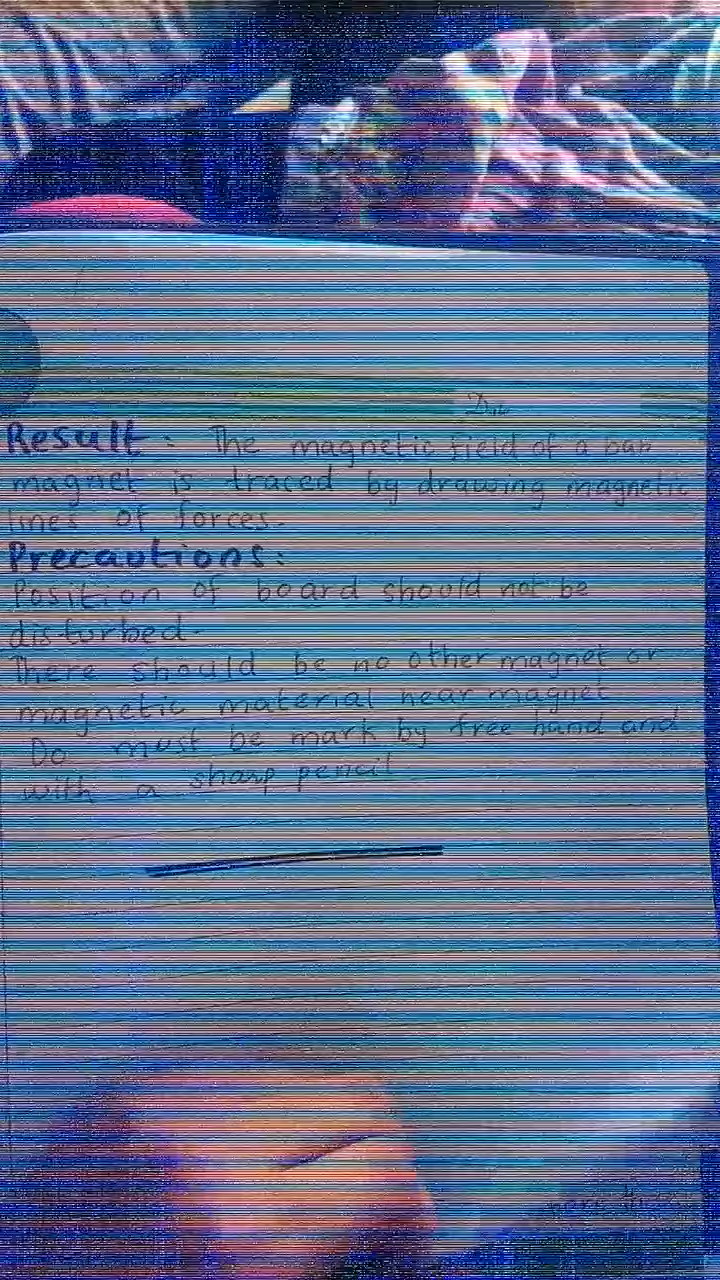 Date
Result: The magnetic field of a bar
magnet is traced by drawing magnetic
lines of forces.
Precautions:
Position of board should not be
disturbed.
There should be no other magnet or
magnetic material near magnet
Do must be mark by free hand and
with a sharp pencil